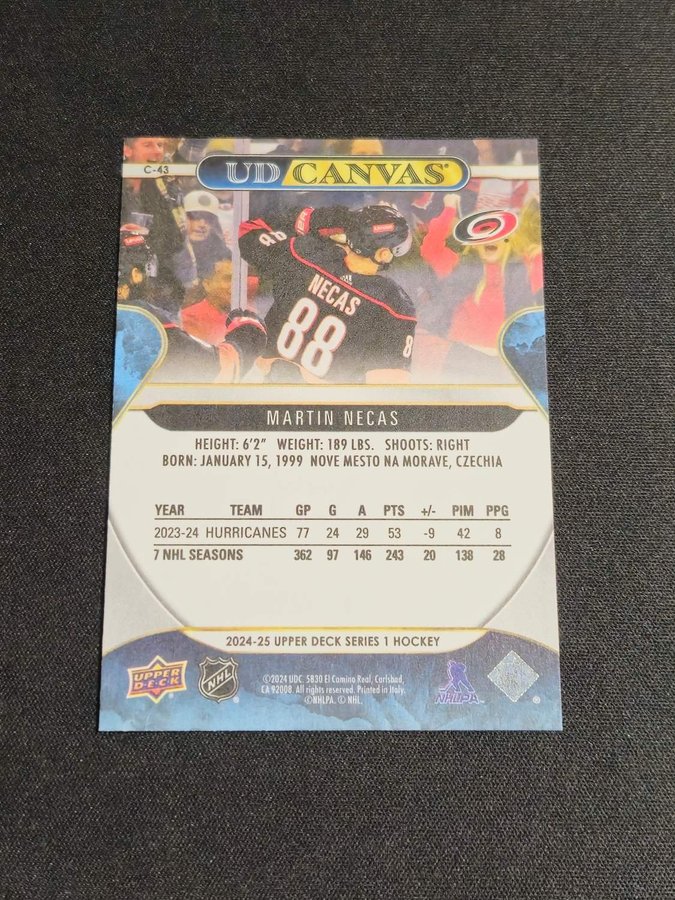 C-43
UD CANVAS
88
NECAS
88
8
MARTIN NECAS
HEIGHT: 6'2" WEIGHT: 189 LBS. SHOOTS: RIGHT
BORN: JANUARY 15, 1999 NOVE MESTO NA MORAVE, CZECHIA
YEAR TEAM GP G A PTS +/- PIM PPG
2023-24 HURRICANES 77 24 29 53 -9 42 8
7 NHL SEASONS 362 97 146 243 20 138 28
2024-25 UPPER DECK SERIES 1 HOCKEY
UPPER DECK
NHL
©2024 UDC. 5830 El Camino Real, Carlsbad,
CA 92008. All rights reserved. Printed in Italy.
©NHLPA. © NHL.
NHLPA